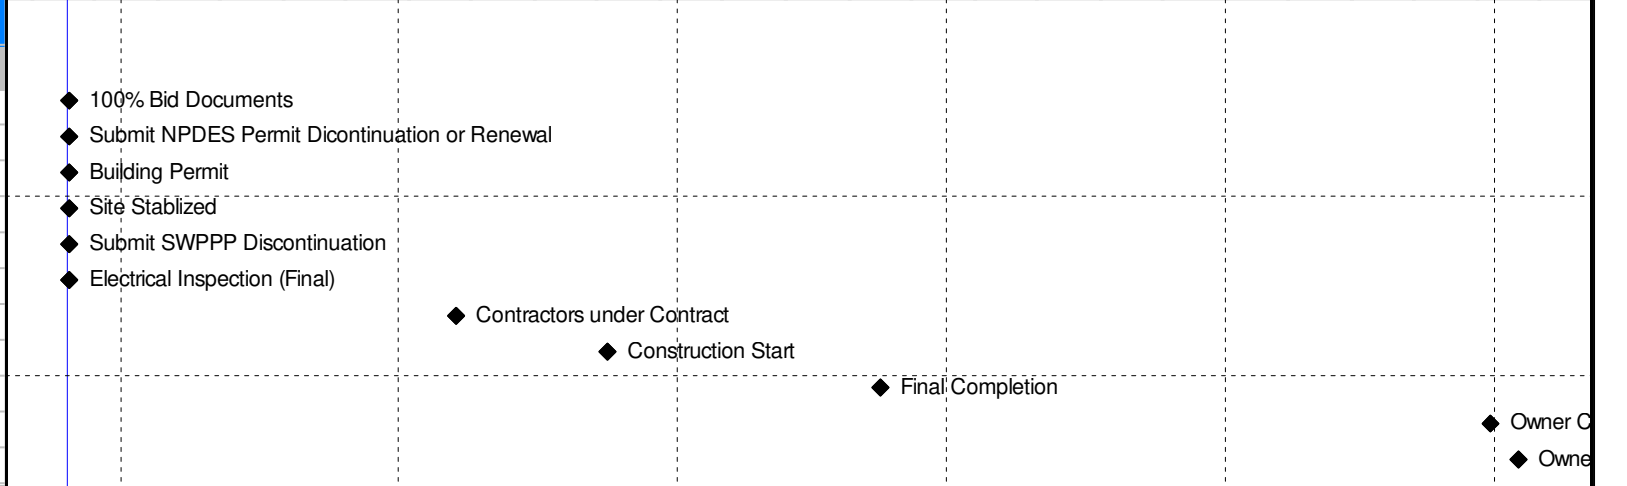 100% Bid Documents
Submit NPDES Permit Dicontinuation or Renewal
Building Permit
Site Stablized
Submit SWPPP Discontinuation
Electrical Inspection (Final)
Contractors under Contract
Construction Start
Final Completion
Owner C
Owne